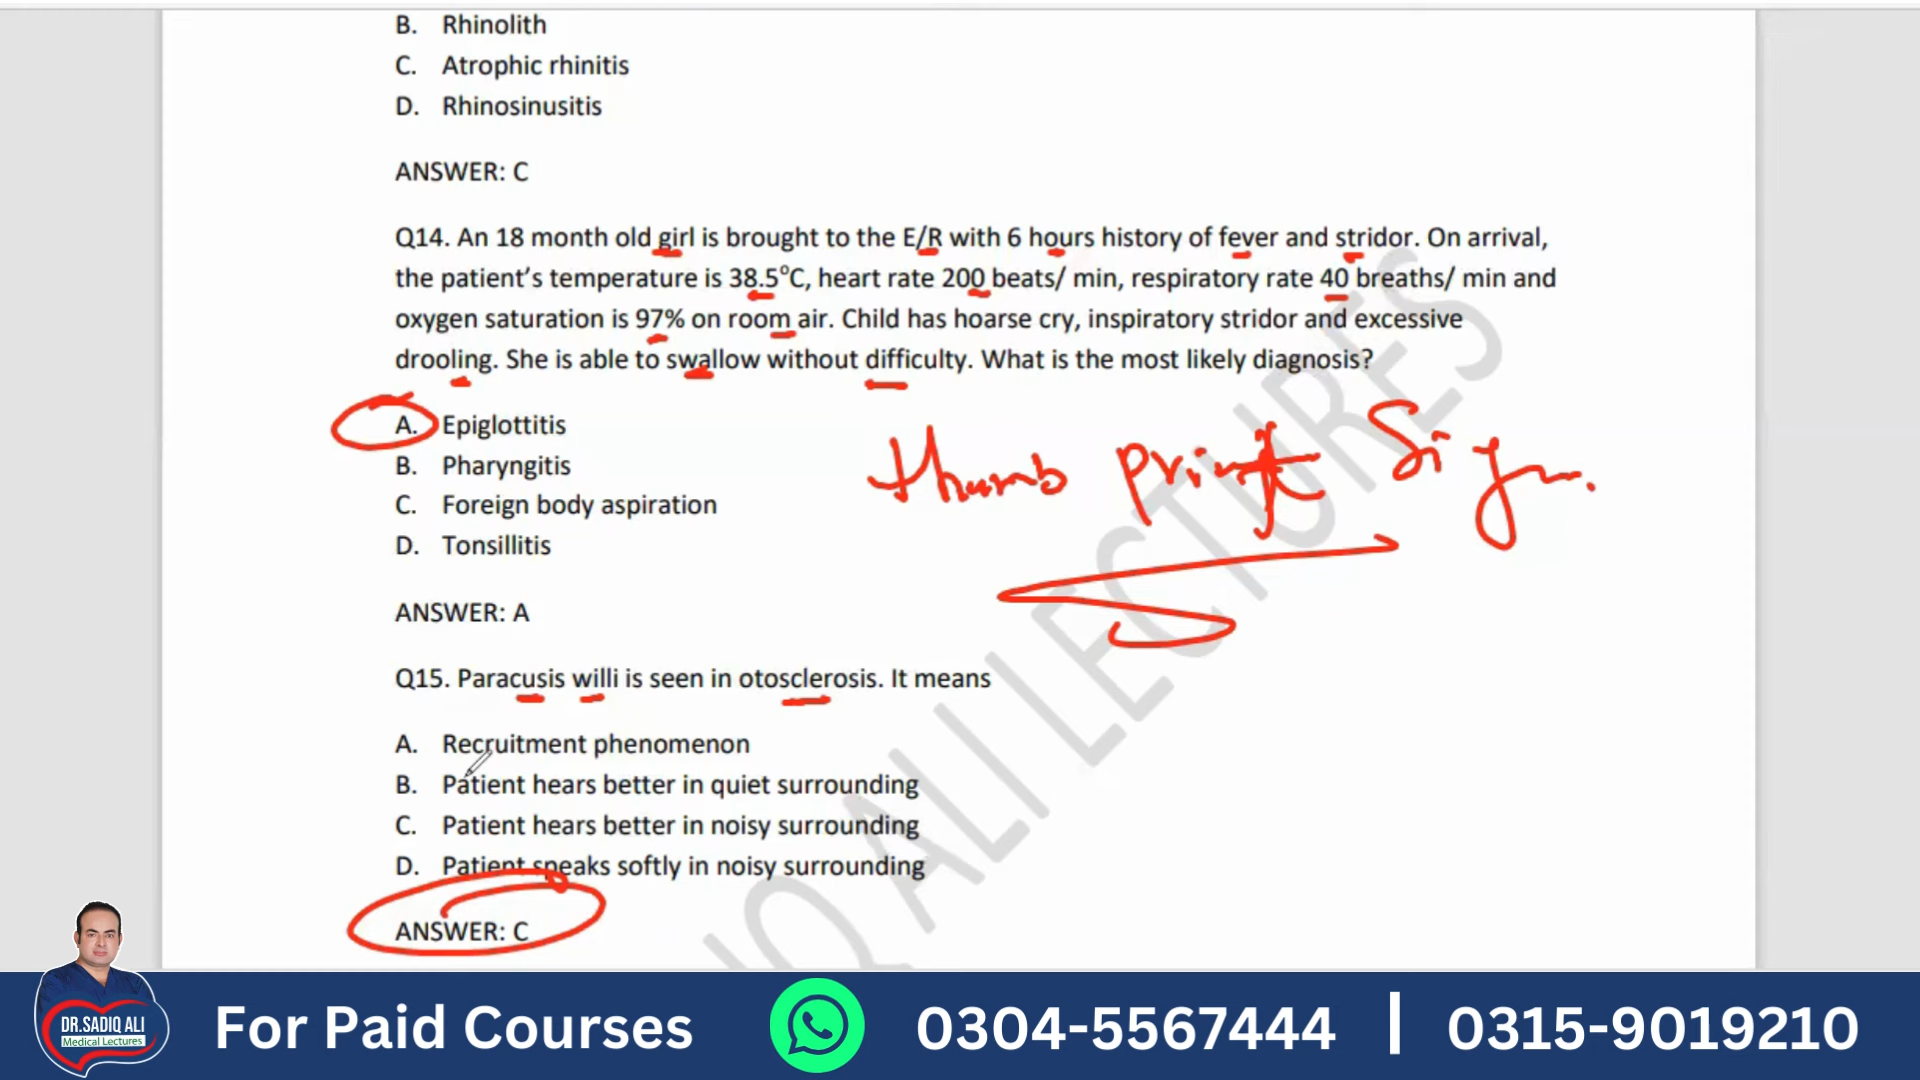 B. Rhinolith
C. Atrophic rhinitis
D. Rhinosinusitis
ANSWER: C
Q14. An 18 month old girl is brought to the E/R with 6 hours history of fever and stridor. On arrival,
the patient's temperature is 38.5°C, heart rate 200 beats/ min, respiratory rate 40 breaths/ min and
oxygen saturation is 97% on room air. Child has hoarse cry, inspiratory stridor and excessive
drooling. She is able to swallow without difficulty. What is the most likely diagnosis?
A. Epiglottitis
thumb print Sign.
B. Pharyngitis
C. Foreign body aspiration
D. Tonsillitis
ANSWER: A
Q15. Paracusis willi is seen in otosclerosis. It means
A. Recruitment phenomenon
B. Patient hears better in quiet surrounding
C. Patient hears better in noisy surrounding
D. Patient speaks softly in noisy surrounding
ANSWER: C
IQ ALI LECTURES
DR.SADIQ ALI
Medical Lectures
For Paid Courses
0304-5567444 | 0315-9019210